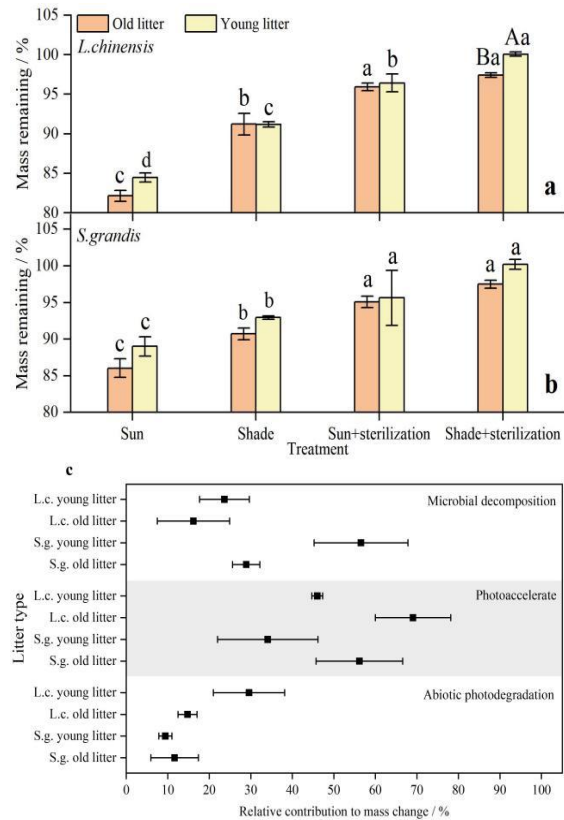 Old litter Young litter
L.chinensis
Mass remaining / %
105
100
95
90
85
80
c d b c a b Ba Aa
a
S.grandis
Mass remaining / %
105
100
95
90
85
80
c c b b a a a a
b
Sun Shade Sun+sterilization Shade+sterilization
Treatment
c
Litter type
L.c. young litter
L.c. old litter
S.g. young litter
S.g. old litter
Microbial decomposition
L.c. young litter
L.c. old litter
S.g. young litter
S.g. old litter
Photoaccelerate
L.c. young litter
L.c. old litter
S.g. young litter
S.g. old litter
Abiotic photodegradation
0 10 20 30 40 50 60 70 80 90 100
Relative contribution to mass change / %